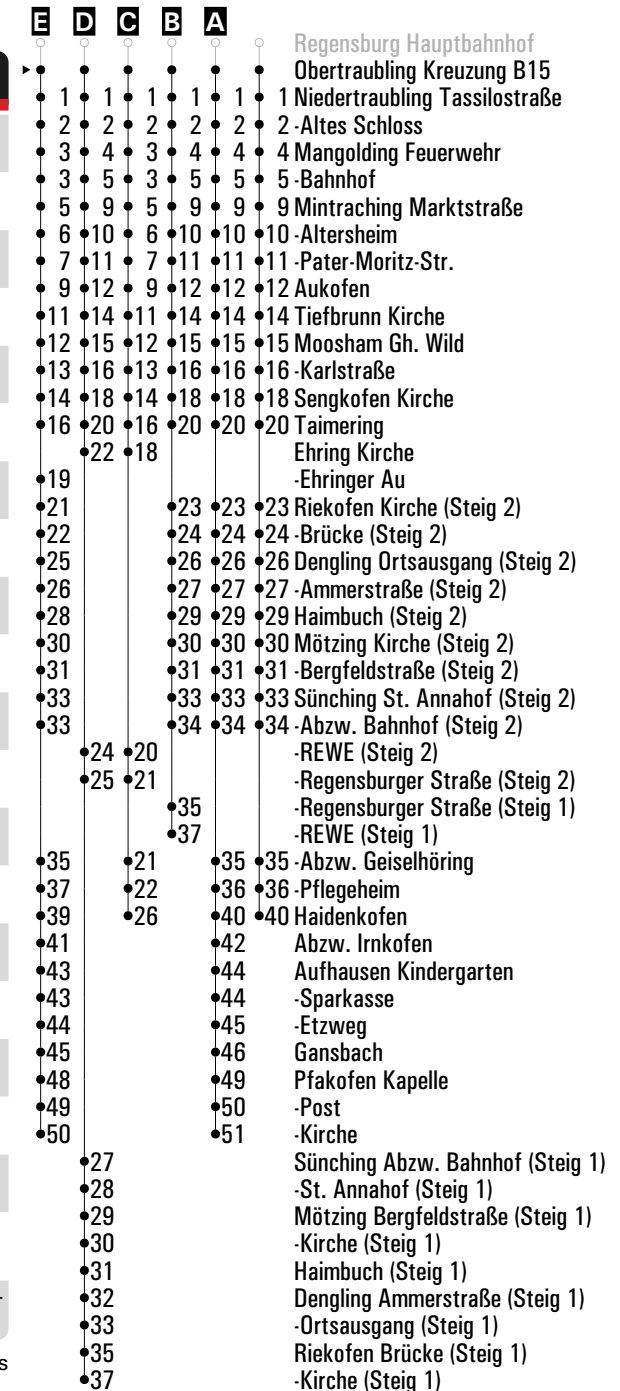 E D C B A
Regensburg Hauptbahnhof
Obertraubling Kreuzung B15
1 1 1 1 1 1 Niedertraubling Tassilostraße
2 2 2 2 2 2 -Altes Schloss
3 4 3 4 4 4 Mangolding Feuerwehr
3 5 3 5 5 5 -Bahnhof
5 9 5 9 9 9 Mintraching Marktstraße
6 10 6 10 10 10 -Altersheim
7 11 7 11 11 11 -Pater-Moritz-Str.
9 12 9 12 12 12 Aukofen
11 14 11 14 14 14 Tiefbrunn Kirche
12 15 12 15 15 15 Moosham Gh. Wild
13 16 13 16 16 16 -Karlstraße
14 18 14 18 18 18 Sengkofen Kirche
16 20 16 20 20 20 Taimering
22 18 Ehring Kirche
19 -Ehringer Au
21 23 23 23 Riekofen Kirche (Steig 2)
22 24 24 24 -Brücke (Steig 2)
25 26 26 26 Dengling Ortsausgang (Steig 2)
26 27 27 27 -Ammerstraße (Steig 2)
28 29 29 29 Haimbuch (Steig 2)
30 30 30 30 Mötzing Kirche (Steig 2)
31 31 31 31 -Bergfeldstraße (Steig 2)
33 33 33 33 Sünching St. Annahof (Steig 2)
33 34 34 34 -Abzw. Bahnhof (Steig 2)
24 20 -REWE (Steig 2)
25 21 -Regensburger Straße (Steig 2)
35 -Regensburger Straße (Steig 1)
37 -REWE (Steig 1)
35 21 35 35 -Abzw. Geiselhöring
37 22 36 36 -Pflegeheim
39 26 40 40 Haidenkofen
41 42 Abzw. Irnkofen
43 44 Aufhausen Kindergarten
43 44 -Sparkasse
44 45 -Etzweg
45 46 Gansbach
48 49 Pfakofen Kapelle
49 50 -Post
50 51 -Kirche
27 Sünching Abzw. Bahnhof (Steig 1)
28 -St. Annahof (Steig 1)
29 Mötzing Bergfeldstraße (Steig 1)
30 -Kirche (Steig 1)
31 Haimbuch (Steig 1)
32 Dengling Ammerstraße (Steig 1)
33 -Ortsausgang (Steig 1)
35 Riekofen Brücke (Steig 1)
s
37 -Kirche (Steig 1)